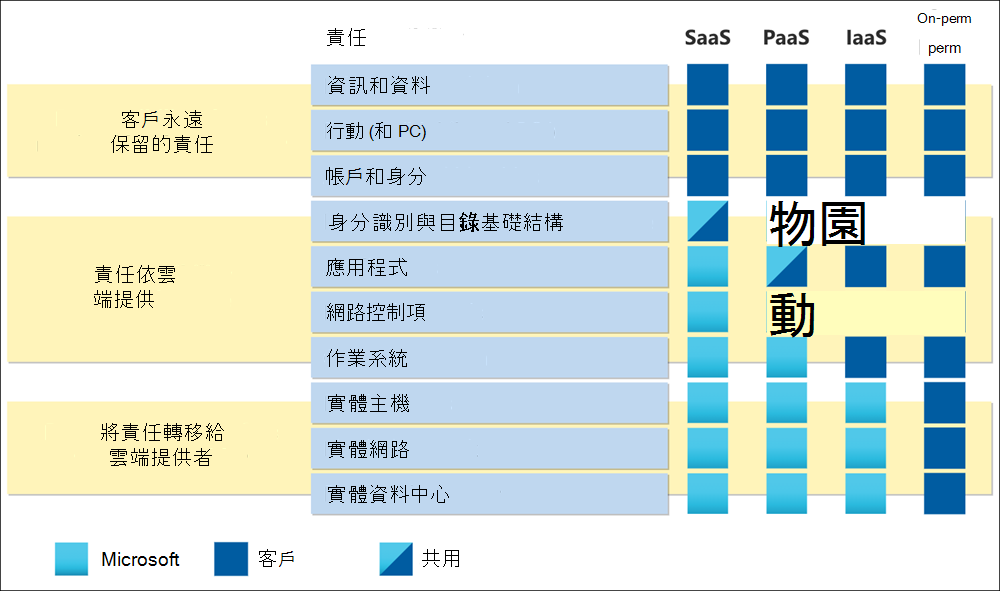 責任
SaaS
PaaS
IaaS
On-perm
perm
客戶永遠
保留的責任
資訊和資料
行動 (和 PC)
帳戶和身分
責任依雲
端提供
身分識別與目錄基礎結構
物園
應用程式
網路控制項
動
作業系統
將責任轉移給
雲端提供者
實體主機
實體網路
實體資料中心
Microsoft
客戶
共用